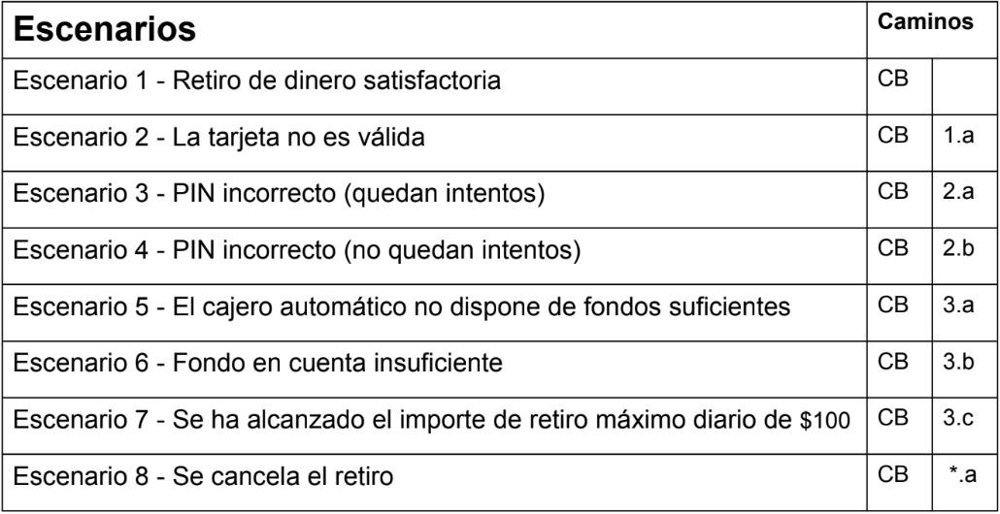 Escenarios Caminos
Escenario 1 - Retiro de dinero satisfactoria CB
Escenario 2 - La tarjeta no es válida CB 1.a
Escenario 3 - PIN incorrecto (quedan intentos) CB 2.a
Escenario 4 - PIN incorrecto (no quedan intentos) CB 2.b
Escenario 5 - El cajero automático no dispone de fondos suficientes CB 3.a
Escenario 6 - Fondo en cuenta insuficiente CB 3.b
Escenario 7 - Se ha alcanzado el importe de retiro máximo diario de $100 CB 3.c
Escenario 8 - Se cancela el retiro CB *.a